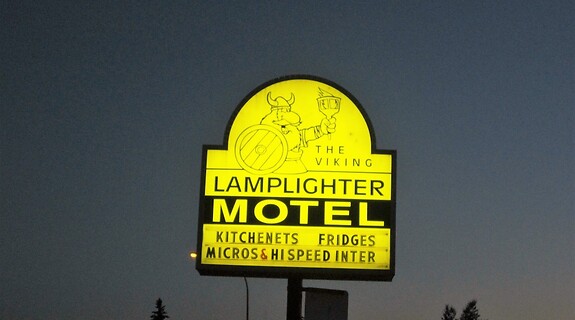 THE
VIKING
LAMPLIGHTER
MOTEL
KITCHENETS FRIDGES
MICROS & HISPEED INTER